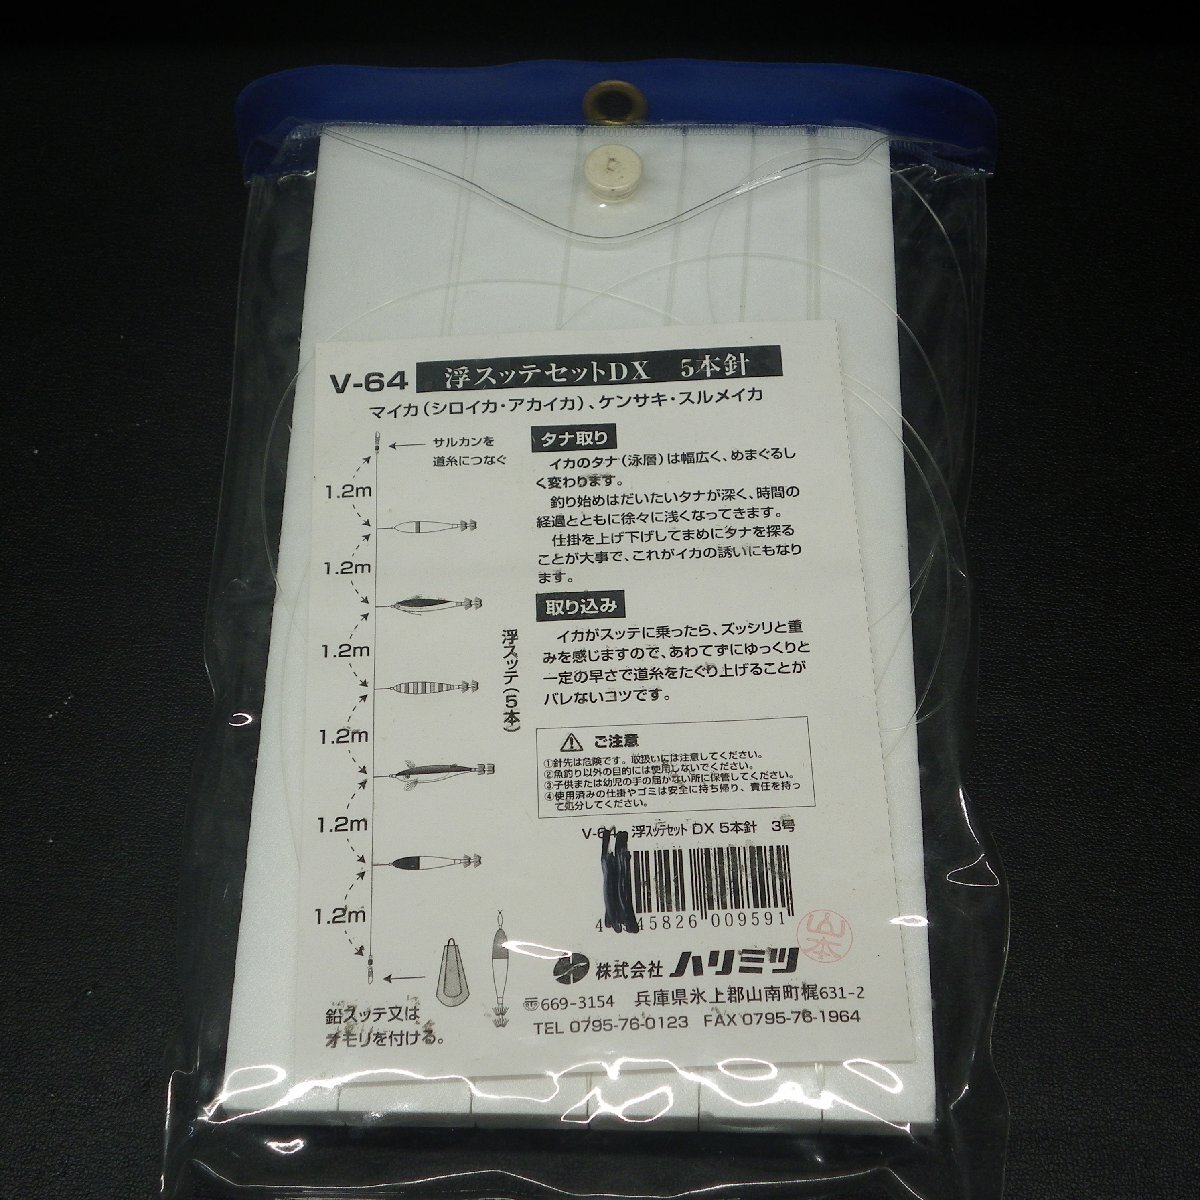 V-64 浮スッテセットDX 5本針
マイカ(シロイカ・アカイカ)、ケンサキ・スルメイカ
サルカンを
道糸につなぐ
1.2m
1.2m
1.2m
1.2m
1.2m
1.2m
浮スッテ(5本)
鉛スッテ又は
オモリを付ける。
タナ取り
イカのタナ(泳層)は幅広く、めまぐるし
く変わります。
釣り始めはだいたいタナが深く、時間の
経過とともに徐々に浅くなってきます。
仕掛を上げ下げしてまめにタナを探る
ことが大事で、これがイカの誘いにもなり
ます。
取り込み
イカがスッテに乗ったら、ズッシリと重
みを感じますので、あわてずにゆっくりと
一定の早さで道糸をたぐり上げることが
バレないコツです。
ご注意
①針先は危険です。取扱いには注意してください。
②魚釣り以外の目的には使用しないでください。
③子供または幼児の手の届かない所に保管してください。
④使用済みの仕掛やゴミは安全に持ち帰り、責任を持っ
て処分してください。
V-64 浮スッテセット DX 5本針 3号
4 45826 009591
山本
株式会社 ハリミツ
〒669-3154 兵庫県氷上郡山南町梶631-2
TEL 0795-76-0123 FAX 0795-76-1964